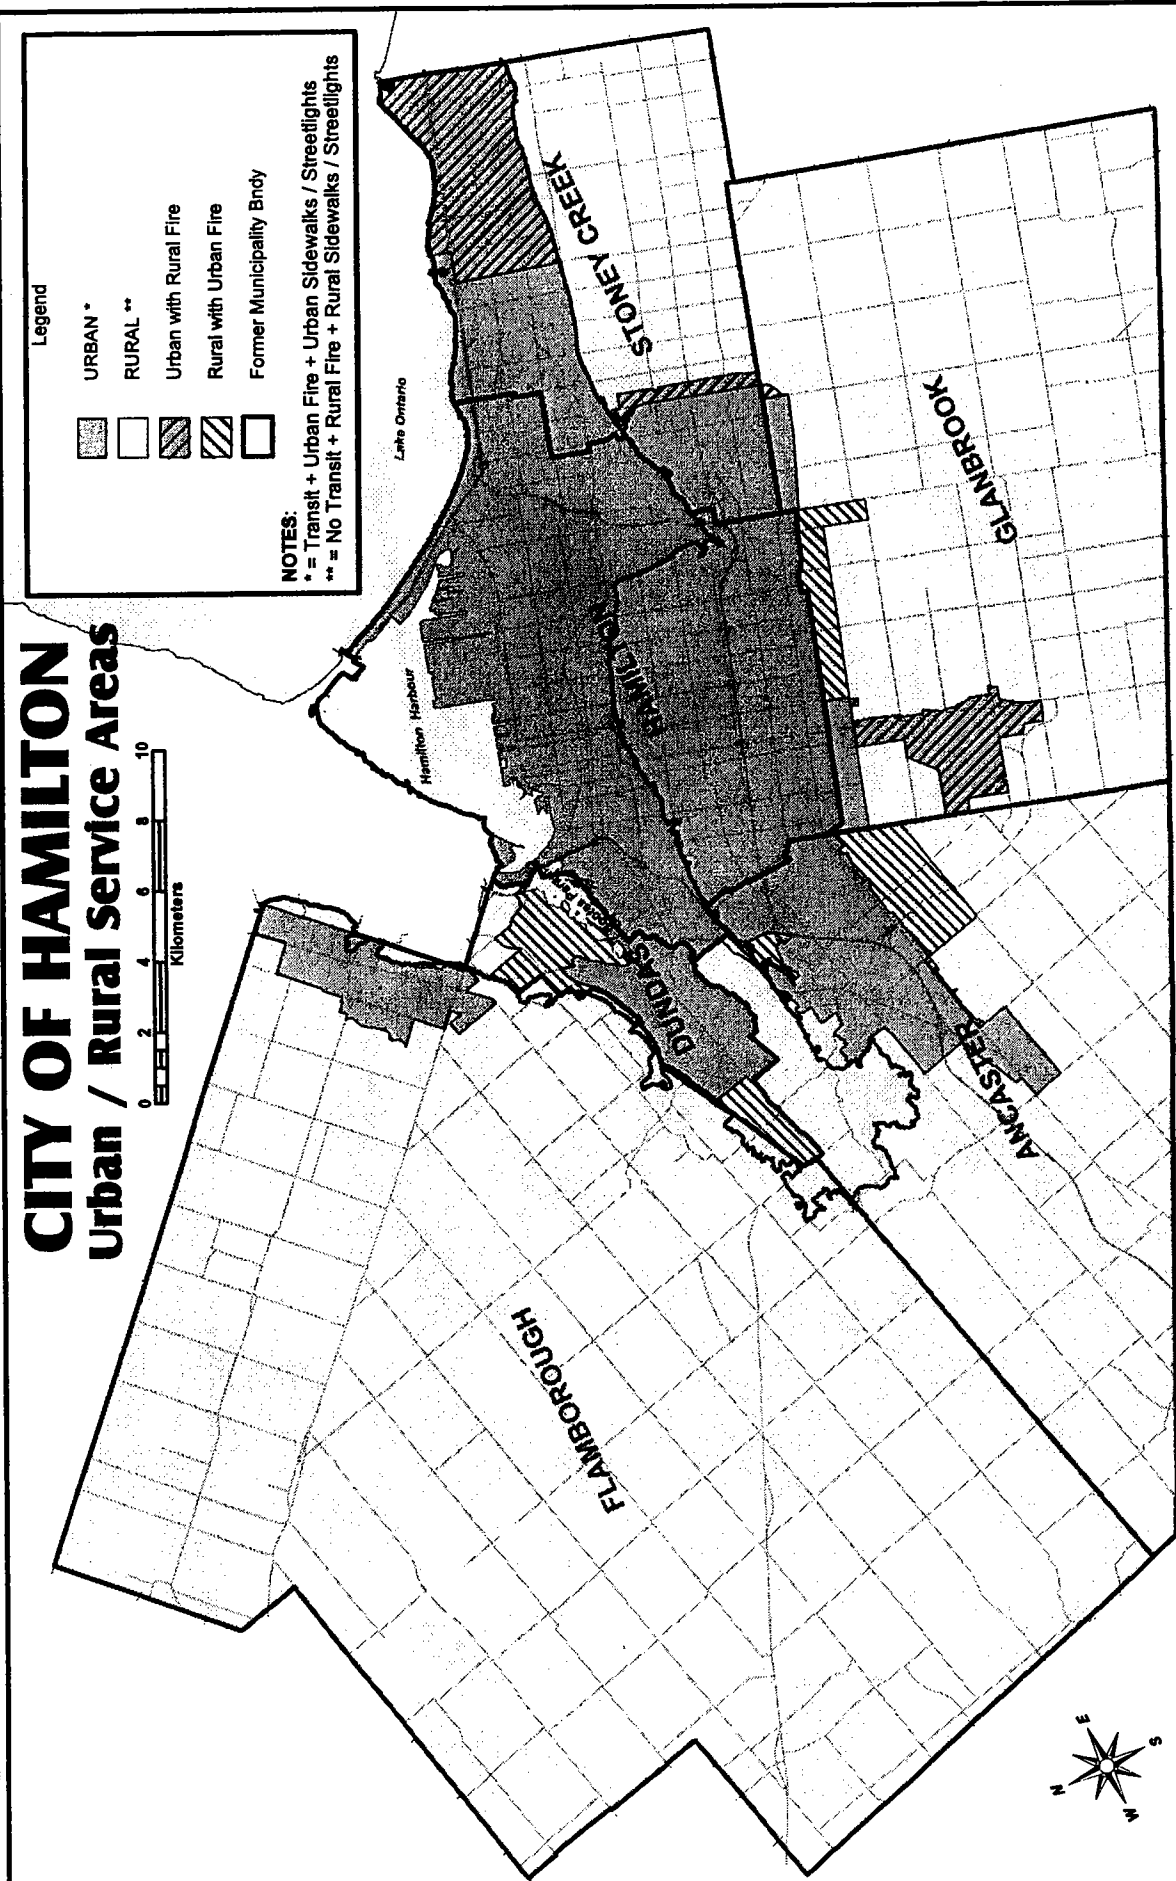 CITY OF HAMILTON
Urban / Rural Service Areas
0 2 4 6 8 10
Kilometers
Legend
URBAN *
RURAL **
Urban with Rural Fire
Rural with Urban Fire
Former Municipality Bndy
NOTES:
* = Transit + Urban Fire + Urban Sidewalks / Streetlights
** = No Transit + Rural Fire + Rural Sidewalks / Streetlights
Lake Ontario
Hamilton Harbour
STONEY CREEK
HAMILTON
GLANBROOK
DUNDAS
ANCASTER
FLAMBOROUGH
N
E
S
W